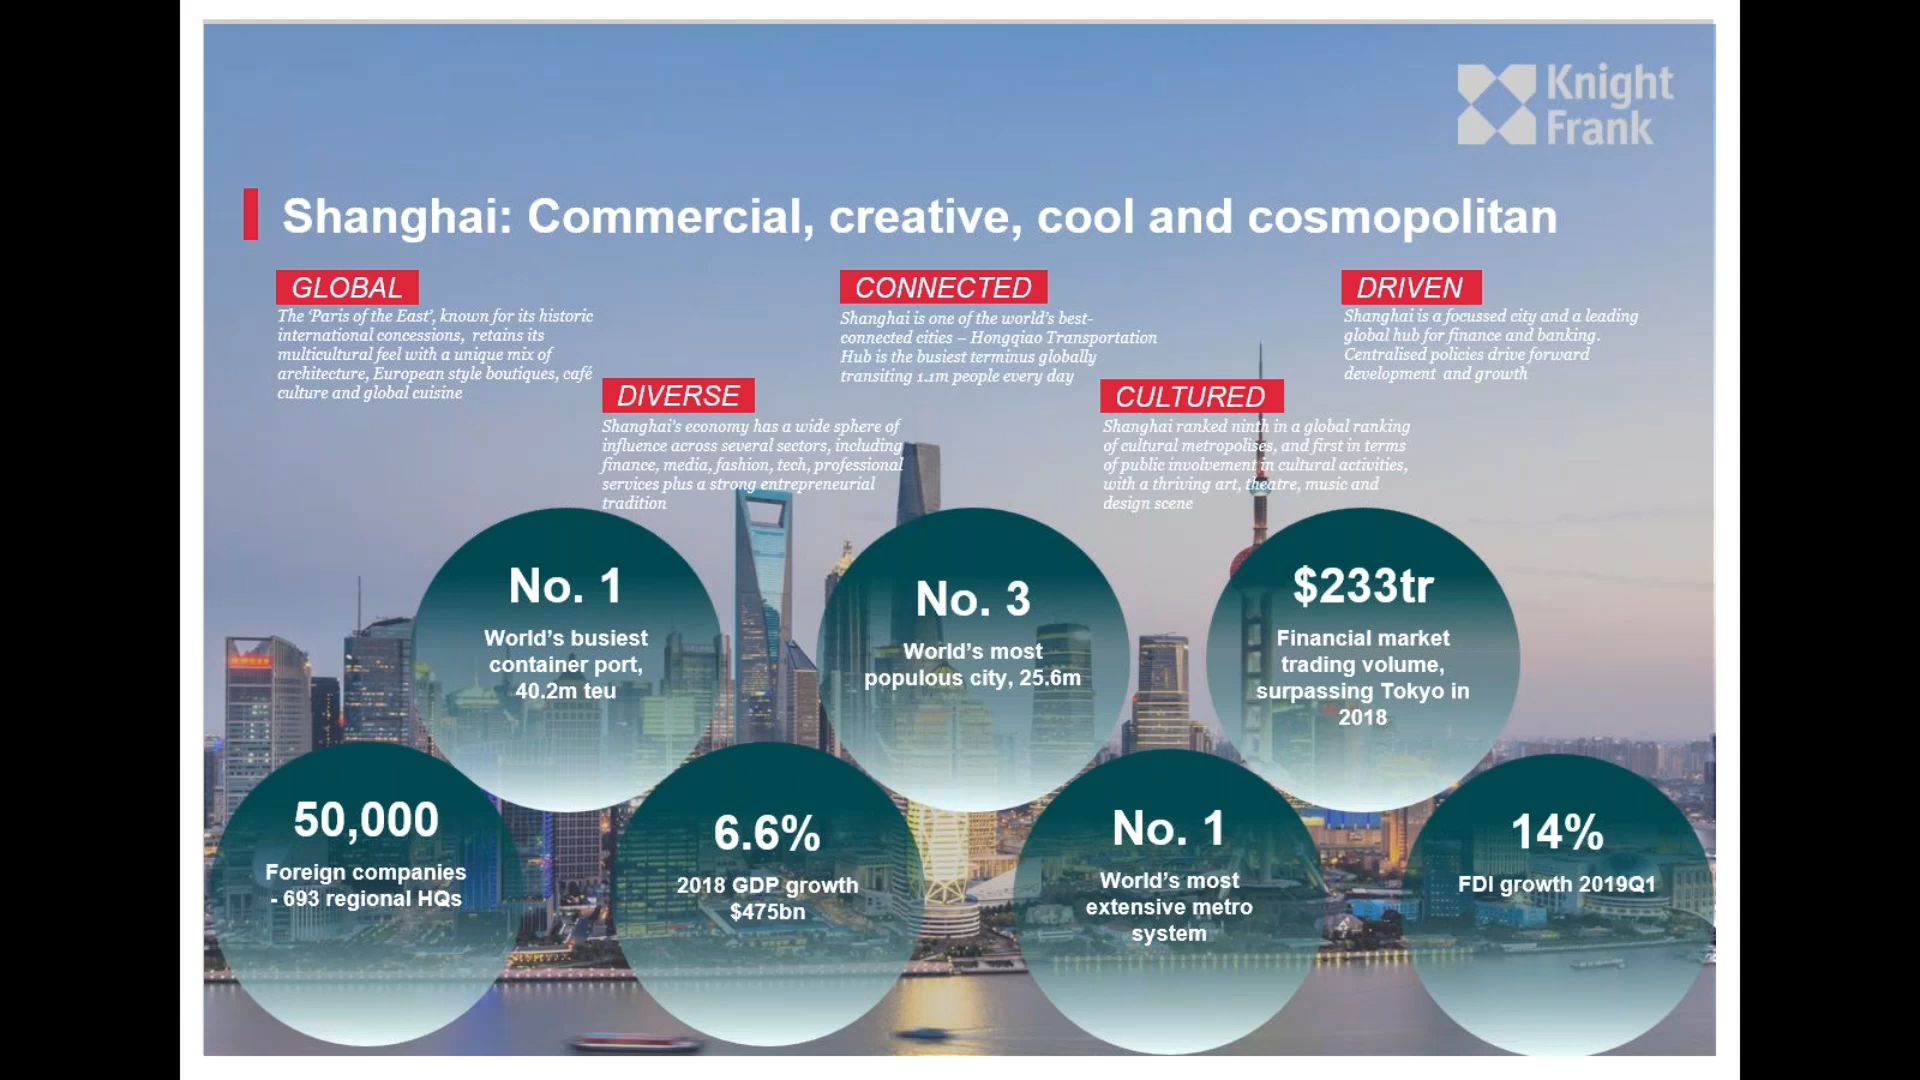 Knight
Frank
Shanghai: Commercial, creative, cool and cosmopolitan
GLOBAL
The 'Paris of the East', known for its historic
international concessions, retains its
multicultural feel with a unique mix of
architecture, European style boutiques, café
culture and global cuisine
DIVERSE
Shanghai's economy has a wide sphere of
influence across several sectors, including
finance, media, fashion, tech, professional
services plus a strong entrepreneurial
tradition
CONNECTED
Shanghai is one of the world's best-
connected cities – Hongqiao Transportation
Hub is the busiest terminus globally
transiting 1.1m people every day
CULTURED
Shanghai ranked ninth in a global ranking
of cultural metropolises, and first in terms
of public involvement in cultural activities,
with a thriving art, theatre, music and
design scene
DRIVEN
Shanghai is a focussed city and a leading
global hub for finance and banking.
Centralised policies drive forward
development and growth
No. 1
World's busiest
container port,
40.2m teu
No. 3
World's most
populous city, 25.6m
$233tr
Financial market
trading volume,
surpassing Tokyo in
2018
50,000
Foreign companies
- 693 regional HQs
6.6%
2018 GDP growth
$475bn
No. 1
World's most
extensive metro
system
14%
FDI growth 2019Q1